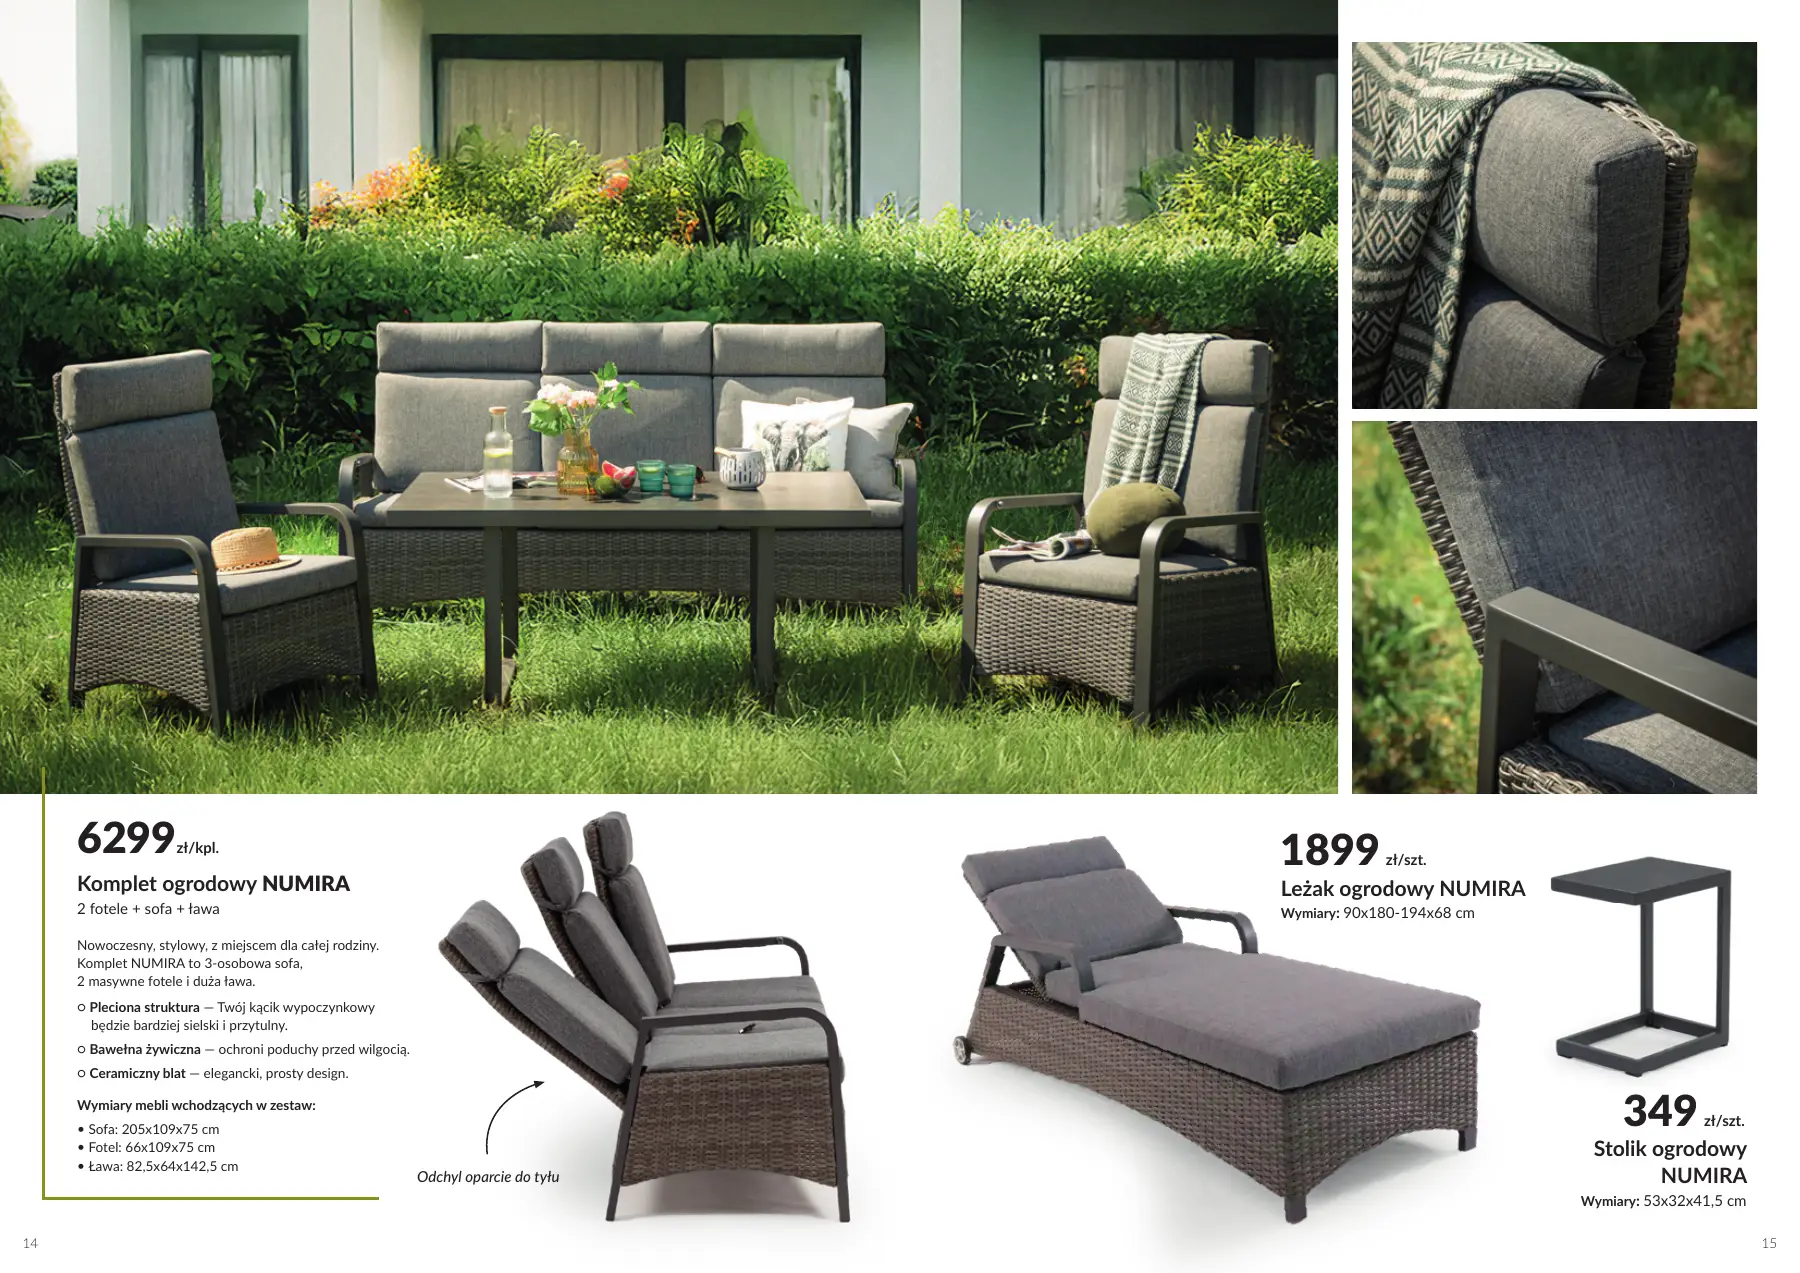 6299 zł/kpl.
Komplet ogrodowy NUMIRA
2 fotele + sofa + ława
Nowoczesny, stylowy, z miejscem dla całej rodziny.
Komplet NUMIRA to 3-osobowa sofa,
2 masywne fotele i duża ława.
○ Pleciona struktura — Twój kącik wypoczynkowy
będzie bardziej sielski i przytulny.
○ Bawełna żywiczna — ochroni poduchy przed wilgocią.
○ Ceramiczny blat — elegancki, prosty design.
Wymiary mebli wchodzących w zestaw:
• Sofa: 205x109x75 cm
• Fotel: 66x109x75 cm
• Ława: 82,5x64x142,5 cm
Odchyl oparcie do tyłu
1899 zł/szt.
Leżak ogrodowy NUMIRA
Wymiary: 90x180-194x68 cm
349 zł/szt.
Stolik ogrodowy
NUMIRA
Wymiary: 53x32x41,5 cm
14
15